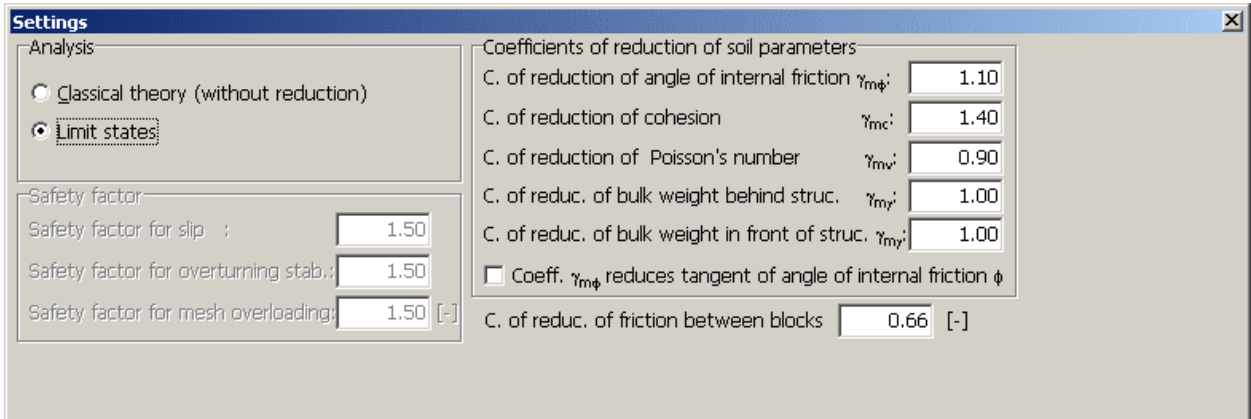 Settings
Analysis
Classical theory (without reduction)
Limit states
Safety factor
Safety factor for slip : 1.50
Safety factor for overturning stab.: 1.50
Safety factor for mesh overloading: 1.50 [-]
Coefficients of reduction of soil parameters
C. of reduction of angle of internal friction γmϕ: 1.10
C. of reduction of cohesion γmc: 1.40
C. of reduction of Poisson's number γmν: 0.90
C. of reduc. of bulk weight behind struc. γmγ: 1.00
C. of reduc. of bulk weight in front of struc. γmγ: 1.00
Coeff. γmϕ reduces tangent of angle of internal friction ϕ
C. of reduc. of friction between blocks 0.66 [-]